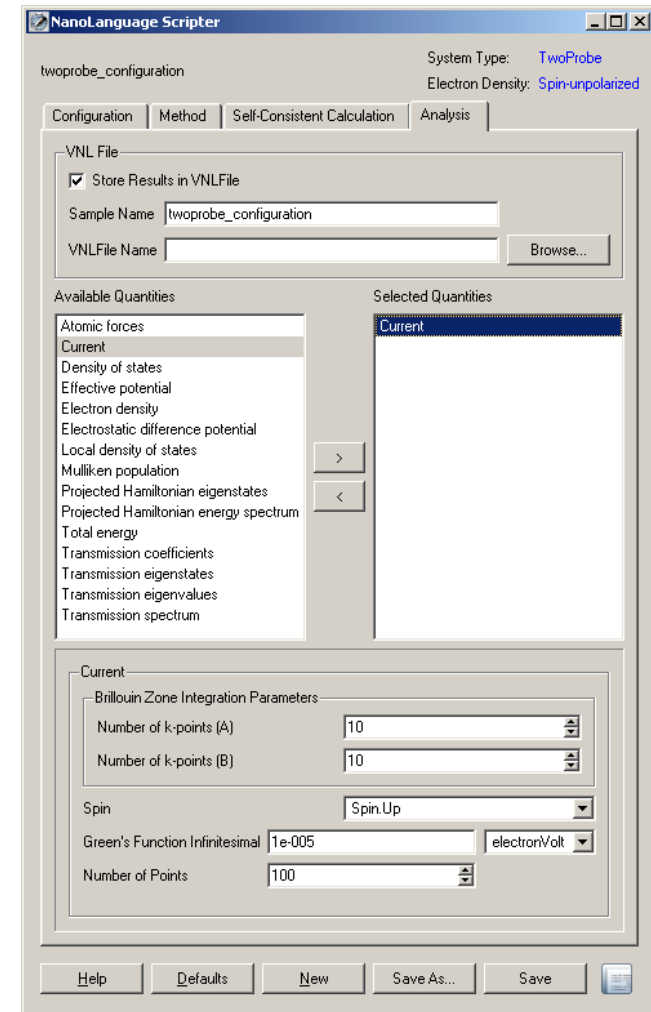 NanoLanguage Scripter
twoprobe_configuration
System Type: TwoProbe
Electron Density: Spin-unpolarized
Configuration Method Self-Consistent Calculation Analysis
VNL File
Store Results in VNLFile
Sample Name twoprobe_configuration
VNLFile Name Browse...
Available Quantities Selected Quantities
Atomic forces
Current
Density of states
Effective potential
Electron density
Electrostatic difference potential
Local density of states
Mulliken population
Projected Hamiltonian eigenstates
Projected Hamiltonian energy spectrum
Total energy
Transmission coefficients
Transmission eigenstates
Transmission eigenvalues
Transmission spectrum
>
<
Current
Current
Brillouin Zone Integration Parameters
Number of k-points (A) 10
Number of k-points (B) 10
Spin Spin.Up
Green's Function Infinitesimal 1e-005 electronVolt
Number of Points 100
Help Defaults New Save As... Save